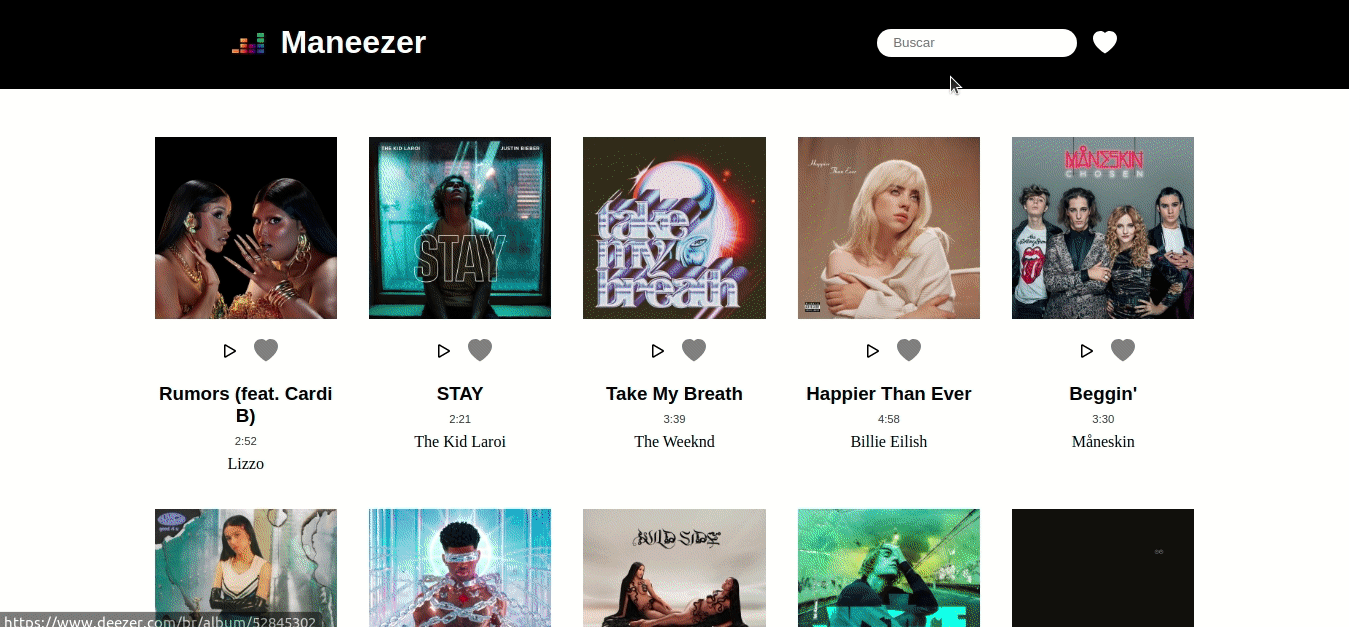 Maneezer
Buscar
THE KID LAROI
JUSTIN BIEBER
STAY
take
my
breath
Happier
Than Ever
MÅNESKIN
CHOSEN
Rumors (feat. Cardi
B)
2:52
Lizzo
STAY
2:21
The Kid Laroi
Take My Breath
3:39
The Weeknd
Happier Than Ever
4:58
Billie Eilish
Beggin'
3:30
Måneskin
WILD SIDE
https://www.deezer.com/br/album/52845302